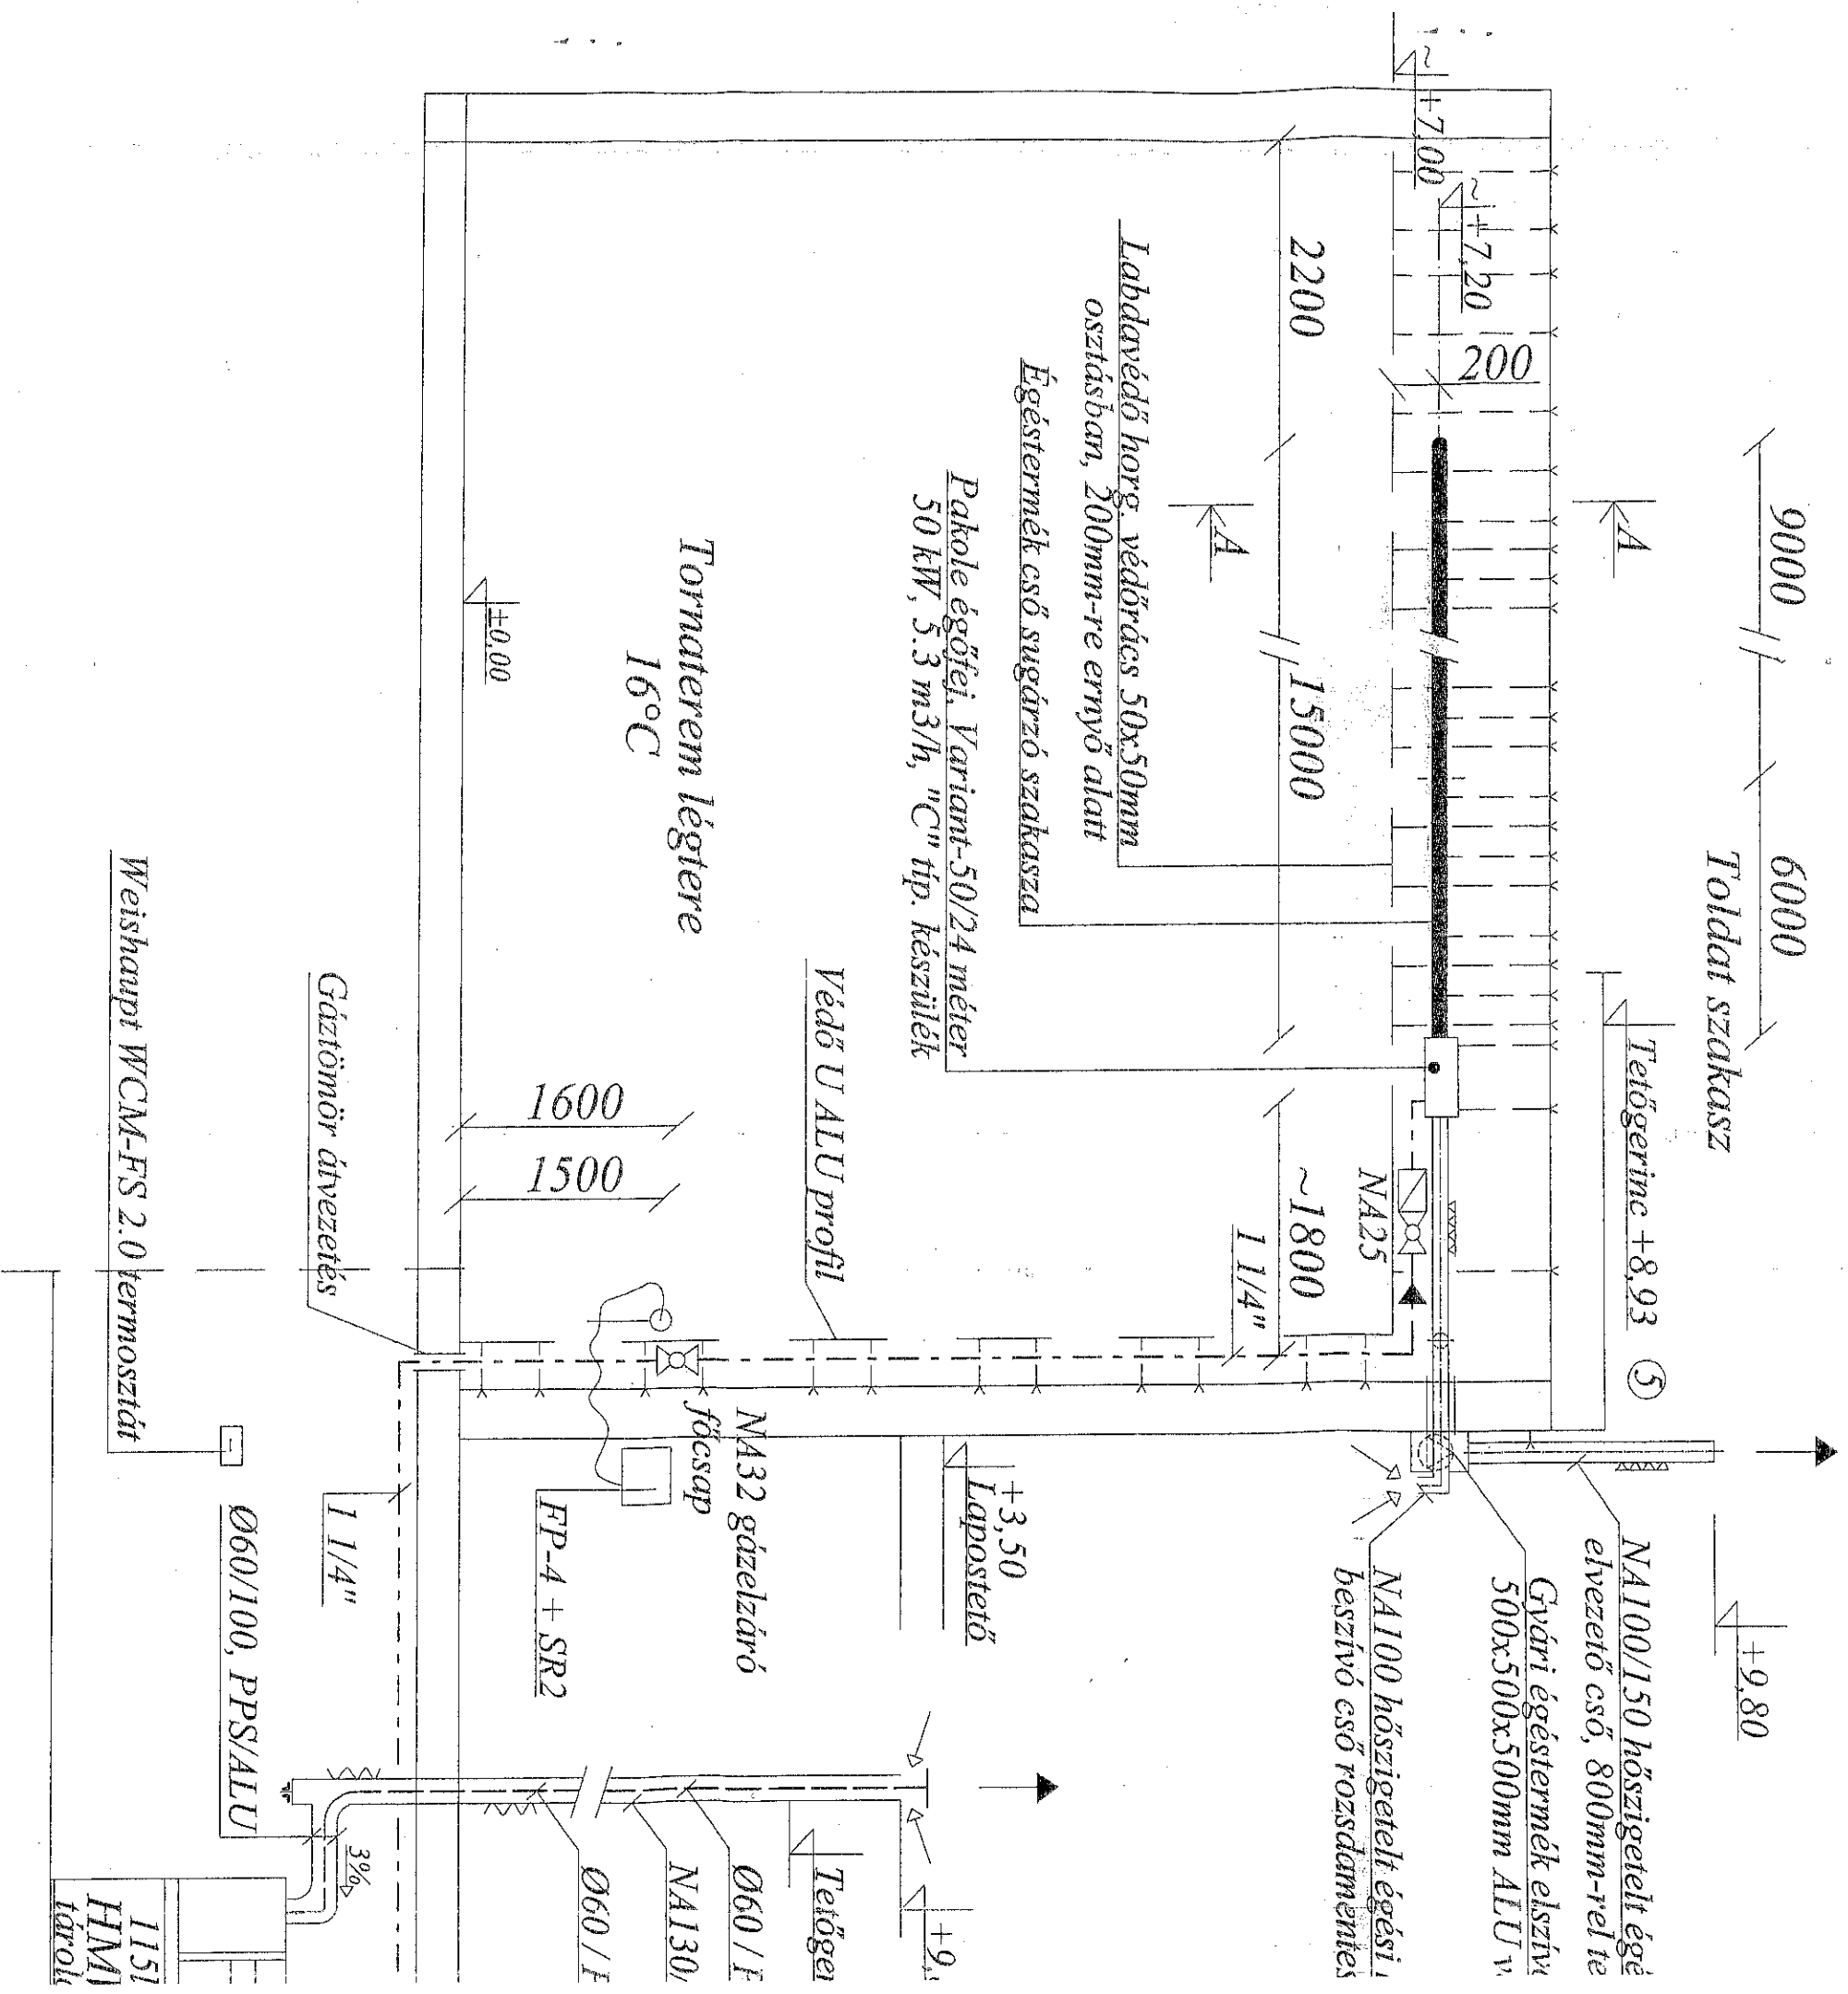 9000
6000
Toldat szakasz
+9,80
A
Tetőgerinc +8,93
5
NA100/150 hőszigetelt égé
elvezető cső, 800mm-rel te
+7,00
+7,20
200
Gyári égéstermék elszív
500x500x500mm ALU v
NA100 hőszigetelt égési
beszívó cső rozsdamentes
2200
15000
~1800
NA25
1 1/4"
A
Labdavédő horg. védőrács 50x50mm
osztásban, 200mm-re ernyő alatt
Égéstermék cső sugárzó szakasza
Pakole égőfej, Variant-50/24 méter
50 kW, 5.3 m3/h, "C" tip. készülék
+3,50
Lapostető
+9,
Védő U ALU profil
Tetőger
Tornaterem légtere
16°C
NA32 gázelzáró
főcsap
Ø60 / P
NA130/
Ø60 / P
1600
1500
FP-4 + SR2
±0,00
Gáztömör átvezetés
1 1/4"
3%
Ø60/100, PPS/ALU
Weishaupt WCM-FS 2.0 termosztát
115l
HM
tároló